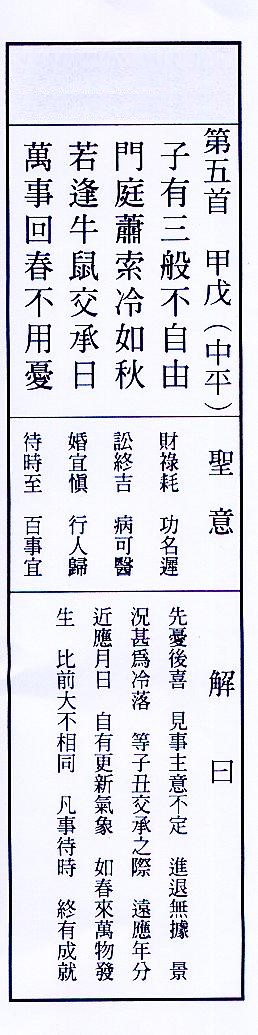 第五首　甲戊（中平）
子有三般不自由
門庭蕭索冷如秋
若逢牛鼠交承日
萬事回春不用憂
聖意
財祿耗　功名遲
訟終吉　病可醫
婚宜慎　行人歸
待時至　百事宜
解曰
先憂後喜　見事主意不定　進退無據　景
況甚為冷落　等子丑交承之際　遠應年分
近應月日　自有更新氣象　如春來萬物發
生　比前大不相同　凡事待時　終有成就